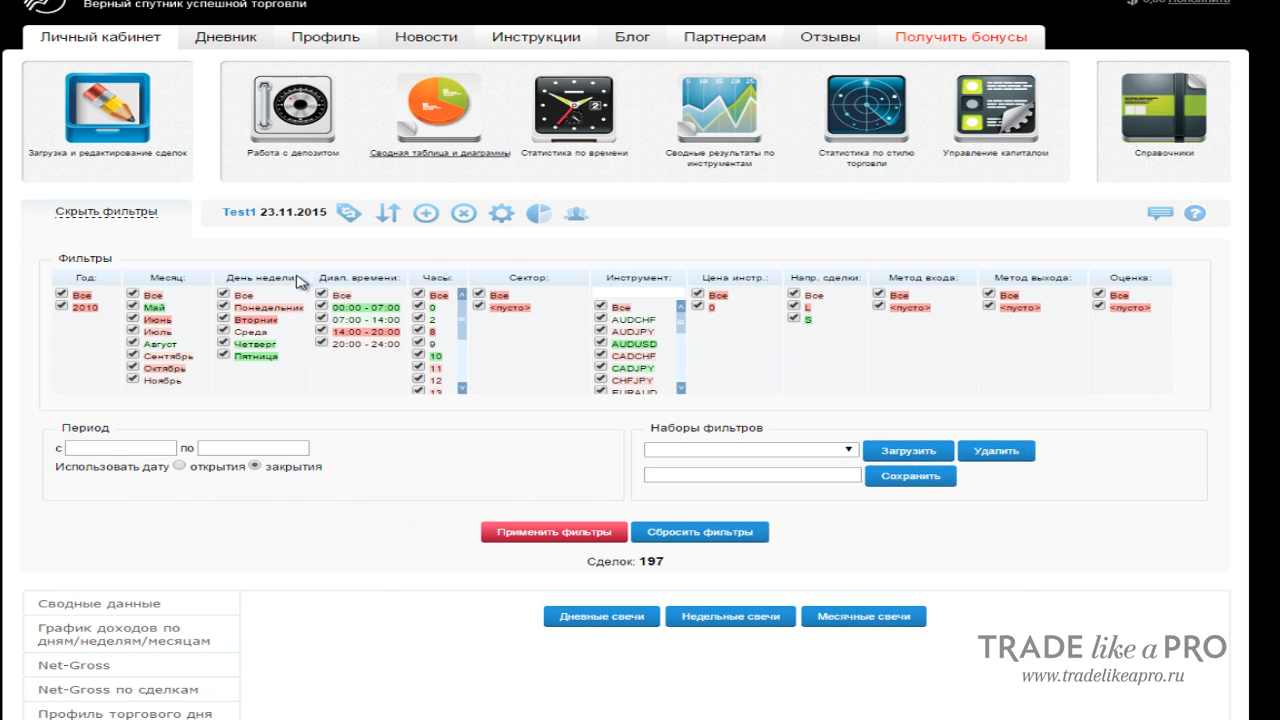 Верный спутник успешной торговли
Личный кабинет Дневник Профиль Новости Инструкции Блог Партнерам Отзывы Получить бонусы
Загрузка и редактирование сделок
Работа с депозитом
Сводная таблица и диаграммы
Статистика по времени
Сводные результаты по
инструментам
Статистика по стилю
торговли
Управление капиталом
Справочники
Скрыть фильтры
Test1 23.11.2015
Фильтры
Год:
Все
2010
Месяц:
Все
Май
Июнь
Июль
Август
Сентябрь
Октябрь
Ноябрь
День недели:
Все
Понедельник
Вторник
Среда
Четверг
Пятница
Диап. времени:
Все
00:00 - 07:00
07:00 - 14:00
14:00 - 20:00
20:00 - 24:00
Часы:
Все
0
2
8
9
10
11
12
13
Сектор:
Все
<пусто>
Инструмент:
Все
AUDCHF
AUDJPY
AUDUSD
CADCHF
CADJPY
CHFJPY
EURAUD
Цена инстр.:
Все
0
Напр. сделки:
Все
L
S
Метод входа:
Все
<пусто>
Метод выхода:
Все
<пусто>
Оценка:
Все
<пусто>
Период
с по
Использовать дату открытия закрытия
Наборы фильтров
Загрузить Удалить
Сохранить
Применить фильтры Сбросить фильтры
Сделок: 197
Сводные данные
График доходов по
дням/неделям/месяцам
Net-Gross
Net-Gross по сделкам
Профиль торгового дня
Дневные свечи Недельные свечи Месячные свечи
TRADE like a PRO
www.tradelikeapro.ru